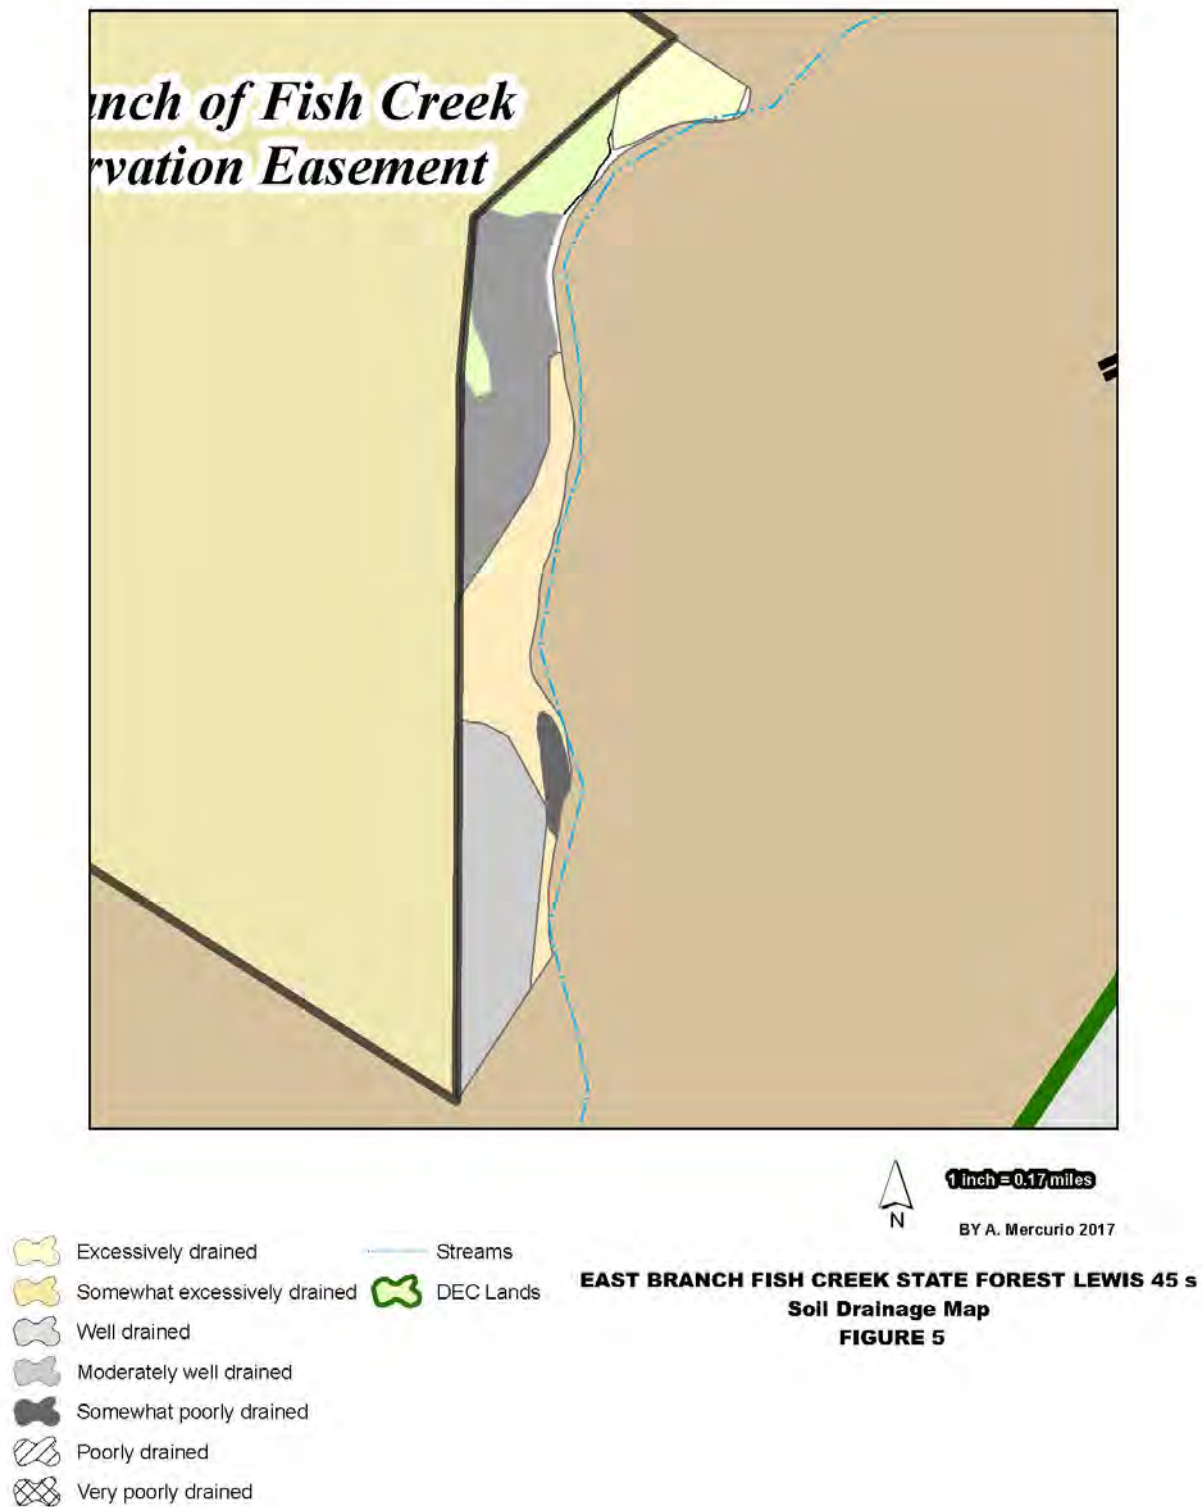 anch of Fish Creek
rvation Easement
1 inch = 0.17 miles
N
BY A. Mercurio 2017
Excessively drained
Streams
Somewhat excessively drained
DEC Lands
EAST BRANCH FISH CREEK STATE FOREST LEWIS 45 s
Soil Drainage Map
FIGURE 5
Well drained
Moderately well drained
Somewhat poorly drained
Poorly drained
Very poorly drained